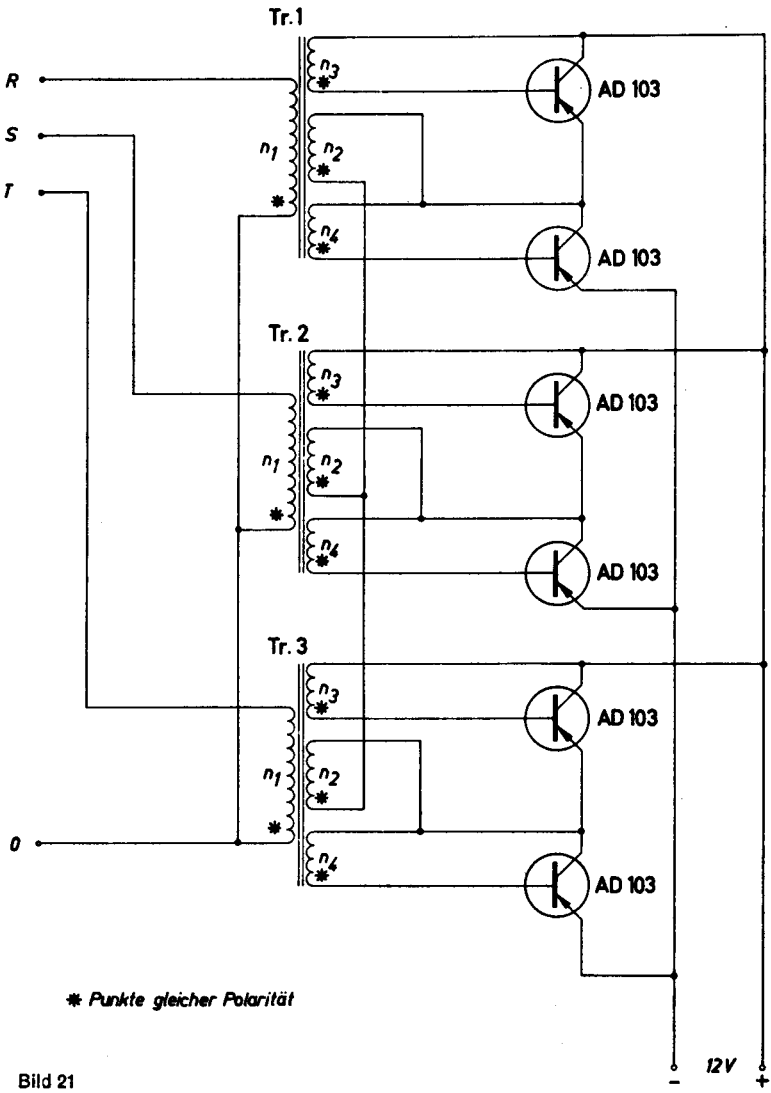 Tr.1
R
S
T
n1
n3
n2
n4
AD 103
AD 103
Tr.2
n1
n3
n2
n4
AD 103
AD 103
Tr.3
n1
n3
n2
n4
AD 103
AD 103
0
* Punkte gleicher Polarität
12V
- +
Bild 21